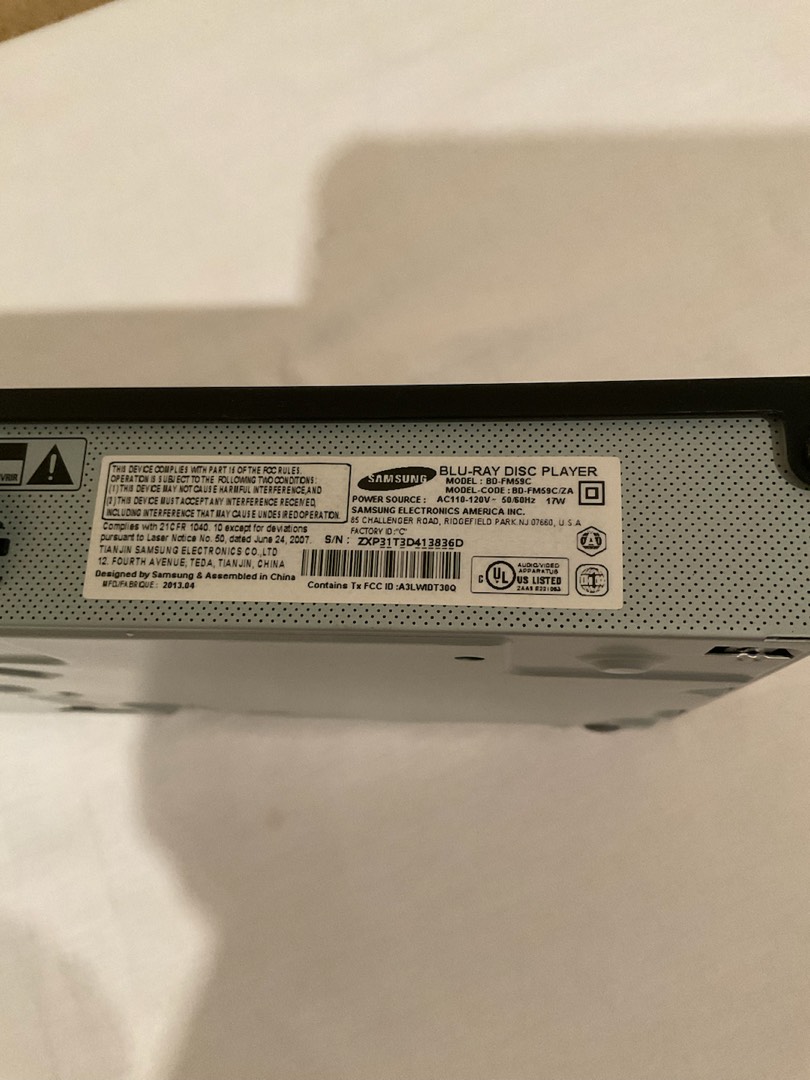 THIS DEVICE COMPLIES WITH PART 15 OF THE FCC RULES.
OPERATION IS SUBJECT TO THE FOLLOWING TWO CONDITIONS:
(1) THIS DEVICE MAY NOT CAUSE HARMFUL INTERFERENCE,AND
(2) THIS DEVICE MUST ACCEPT ANY INTERFERENCE RECEIVED,
INCLUDING INTERFERENCE THAT MAY CAUSE UNDESIRED OPERATION.
Complies with 21 CFR 1040. 10 except for deviations
pursuant to Laser Notice No. 50, dated June 24, 2007.
TIANJIN SAMSUNG ELECTRONICS CO.,LTD
12, FOURTH AVENUE, TEDA, TIANJIN, CHINA
Designed by Samsung & Assembled in China
MFD/FABRIQUE: 2013.04
SAMSUNG
BLU-RAY DISC PLAYER
MODEL : BD-FM59C
MODEL-CODE : BD-FM59C/ZA
POWER SOURCE : AC110-120V~ 50/60Hz 17W
SAMSUNG ELECTRONICS AMERICA INC.
85 CHALLENGER ROAD, RIDGEFIELD PARK.NJ 07660, U.S.A
FACTORY ID:"C"
S/N : ZXP31T3D413836D
Contains Tx FCC ID :A3LWIDT30Q
C UL US LISTED
AUDIO/VIDEO
APPARATUS